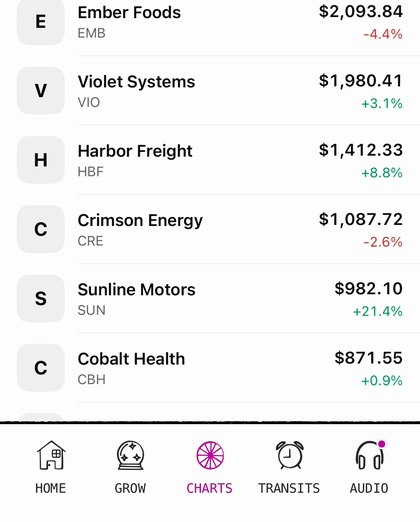 E
Ember Foods
$2,093.84
EMB
-4.4%
V
Violet Systems
$1,980.41
VIO
+3.1%
H
Harbor Freight
$1,412.33
HBF
+8.8%
C
Crimson Energy
$1,087.72
CRE
-2.6%
S
Sunline Motors
$982.10
SUN
+21.4%
C
Cobalt Health
$871.55
CBH
+0.9%
HOME
GROW
CHARTS
TRANSITS
AUDIO